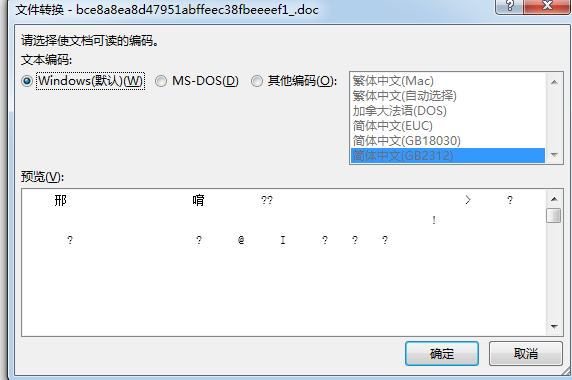 文件转换 - bce8a8ea8d47951abffeec38fbeeeef1_.doc
请选择使文档可读的编码。
文本编码:
Windows(默认)(W) MS-DOS(D) 其他编码(O):
繁体中文(Mac)
繁体中文(自动选择)
加拿大法语(DOS)
简体中文(EUC)
简体中文(GB18030)
简体中文(GB2312)
预览(V):
邢 唷 ?? > ?
!
? ? @ I ? ? ?
确定 取消